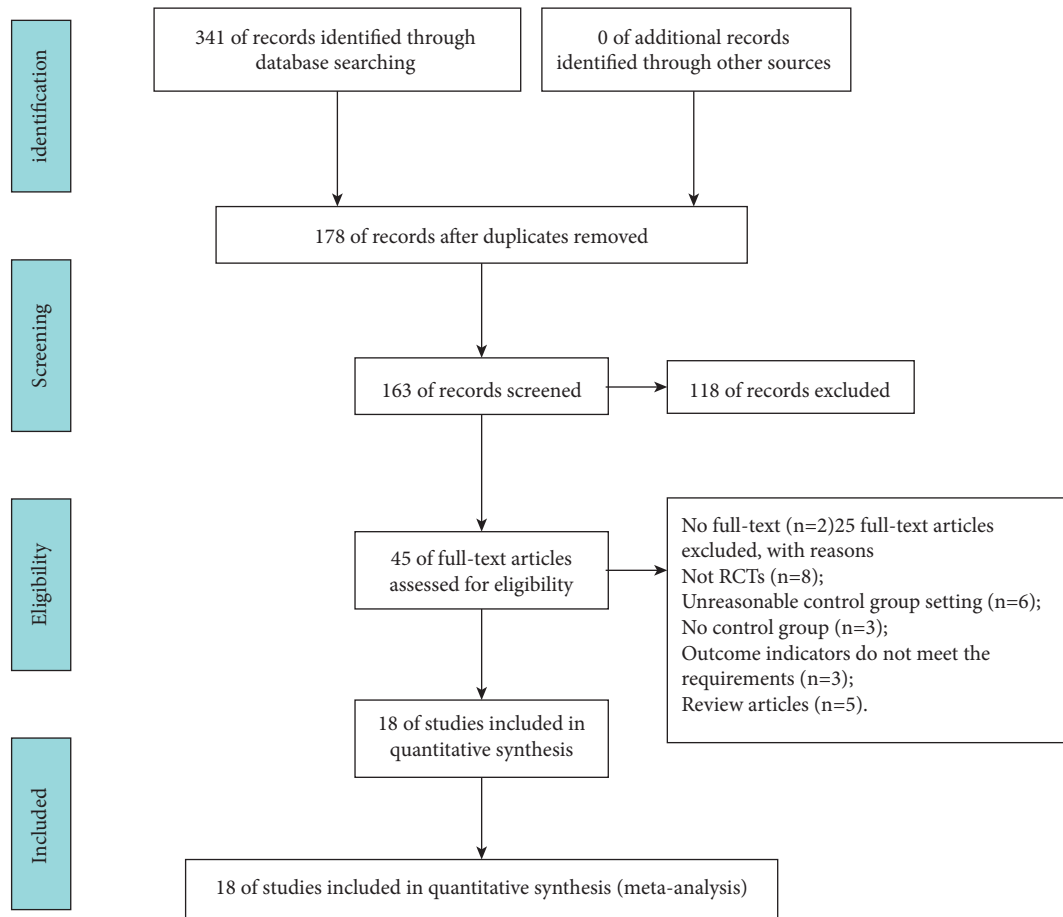 identification
341 of records identified through
database searching
0 of additional records
identified through other sources
178 of records after duplicates removed
Screening
163 of records screened
118 of records excluded
Eligibility
45 of full-text articles
assessed for eligibility
No full-text (n=2)25 full-text articles
excluded, with reasons
Not RCTs (n=8);
Unreasonable control group setting (n=6);
No control group (n=3);
Outcome indicators do not meet the
requirements (n=3);
Review articles (n=5).
18 of studies included in
quantitative synthesis
Included
18 of studies included in quantitative synthesis (meta-analysis)